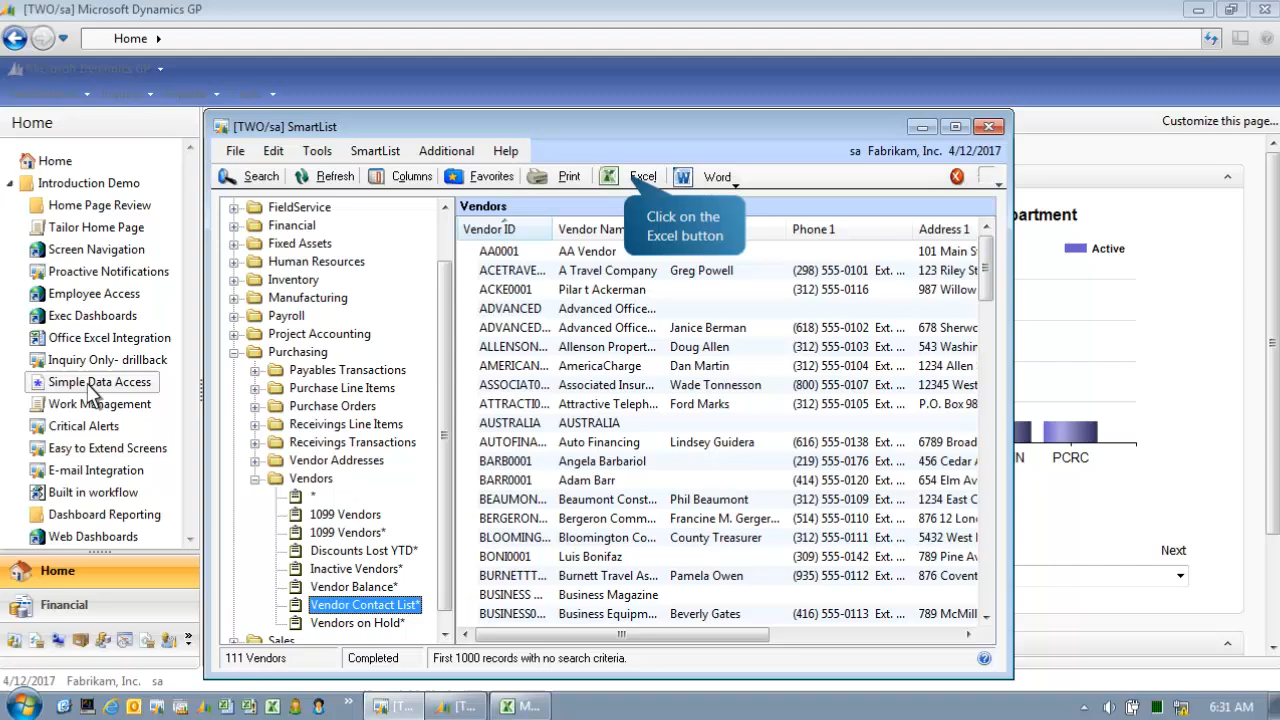 [TWO/sa] Microsoft Dynamics GP
Home
Microsoft Dynamics GP
Home
Customize this page...
Home
Introduction Demo
Home Page Review
Tailor Home Page
Screen Navigation
Proactive Notifications
Employee Access
Exec Dashboards
Office Excel Integration
Inquiry Only- drillback
Simple Data Access
Work Management
Critical Alerts
Easy to Extend Screens
E-mail Integration
Built in workflow
Dashboard Reporting
Web Dashboards
Home
Financial
4/12/2017 Fabrikam, Inc. sa
[TWO/sa] SmartList
File Edit Tools SmartList Additional Help
sa Fabrikam, Inc. 4/12/2017
Search Refresh Columns Favorites Print Excel Word
Click on the
Excel button
FieldService
Financial
Fixed Assets
Human Resources
Inventory
Manufacturing
Payroll
Project Accounting
Purchasing
Payables Transactions
Purchase Line Items
Purchase Orders
Receivings Line Items
Receivings Transactions
Vendor Addresses
Vendors
*
1099 Vendors
1099 Vendors*
Discounts Lost YTD*
Inactive Vendors*
Vendor Balance*
Vendor Contact List*
Vendors on Hold*
Sales
Vendors
Vendor ID Vendor Nam Phone 1 Address 1
AA0001 AA Vendor 101 Main S
ACETRAVE... A Travel Company Greg Powell (298) 555-0101 Ext. ... 123 Riley St
ACKE0001 Pilar t Ackerman (312) 555-0116 987 Willow
ADVANCED Advanced Office...
ADVANCED... Advanced Office... Janice Berman (618) 555-0102 Ext. ... 678 Sherwo
ALLENSON... Allenson Propert... Doug Allen (312) 555-0103 Ext. ... 543 Washin
AMERICAN... AmericaCharge Dan Martin (312) 555-0104 Ext. ... 1234 Allen
ASSOCIAT0... Associated Insur... Wade Tonnesson (800) 555-0107 Ext. ... 12345 West
ATTRACTI0... Attractive Teleph... Ford Marks (312) 555-0105 Ext. ... P.O. Box 98
AUSTRALIA AUSTRALIA
AUTOFINA... Auto Financing Lindsey Guidera (616) 555-0138 Ext. ... 6789 Broad
BARB0001 Angela Barbariol (219) 555-0176 Ext. ... 456 Cedar
BARR0001 Adam Barr (414) 555-0120 Ext. ... 654 Elm Av
BEAUMON... Beaumont Const... Phil Beaumont (312) 555-0109 Ext. ... 1234 East C
BERGERON... Bergeron Comm... Francine M. Gerger... (514) 555-0110 Ext. ... 876 12 Lon
BLOOMING... Bloomington Co... County Treasurer (312) 555-0111 Ext. ... 5432 West
BONI0001 Luis Bonifaz (309) 555-0142 Ext. ... 789 Pine Av
BURNETTT... Burnett Travel As... Pamela Owen (935) 555-0112 Ext. ... 876 Covent
BUSINESS ... Business Magazine
BUSINESS0... Business Equipm... Beverly Gates (416) 555-0113 Ext. ... 789 McMill
111 Vendors Completed First 1000 records with no search criteria.
partment
Active
N PCRC
Next
[T...
[T...
M...
6:31 AM